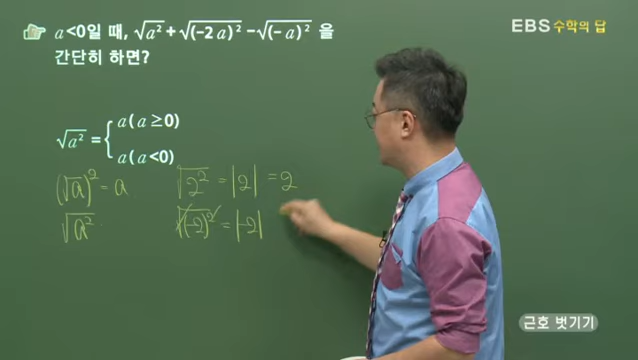 a<0일 때, √a² + √(-2a)² - √(-a)² 을
간단히 하면?
EBS 수학의 답
√a² = { a(a≥0)
a(a<0)
(√a)² = a
√a²
√2² = |2| = 2
√(-2)² = |-2|
근호 벗기기